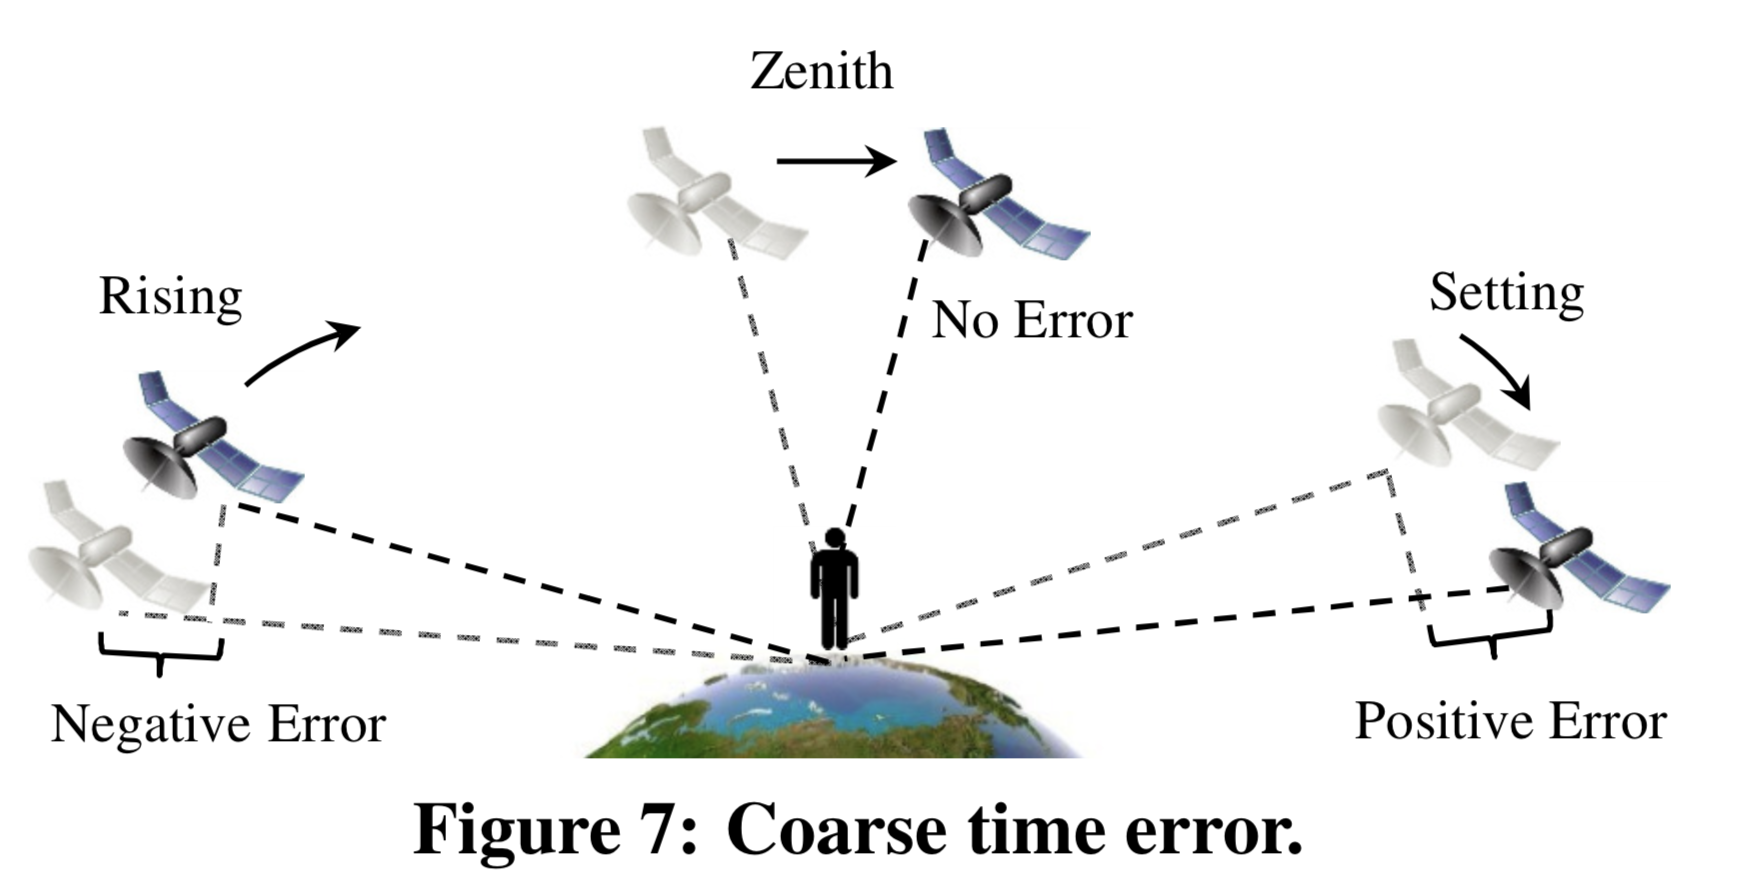 Zenith
Rising
No Error
Setting
Negative Error
Positive Error
Figure 7: Coarse time error.